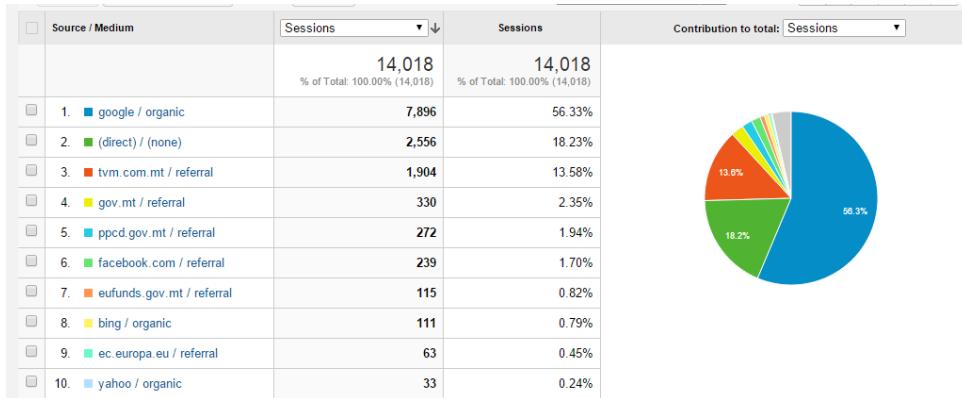 Source / Medium Sessions Sessions Contribution to total: Sessions
14,018 14,018
% of Total: 100.00% (14,018) % of Total: 100.00% (14,018)
1. google / organic 7,896 56.33%
2. (direct) / (none) 2,556 18.23%
3. tvm.com.mt / referral 1,904 13.58%
4. gov.mt / referral 330 2.35%
5. ppcd.gov.mt / referral 272 1.94%
6. facebook.com / referral 239 1.70%
7. eufunds.gov.mt / referral 115 0.82%
8. bing / organic 111 0.79%
9. ec.europa.eu / referral 63 0.45%
10. yahoo / organic 33 0.24%
13.6%
56.3%
18.2%